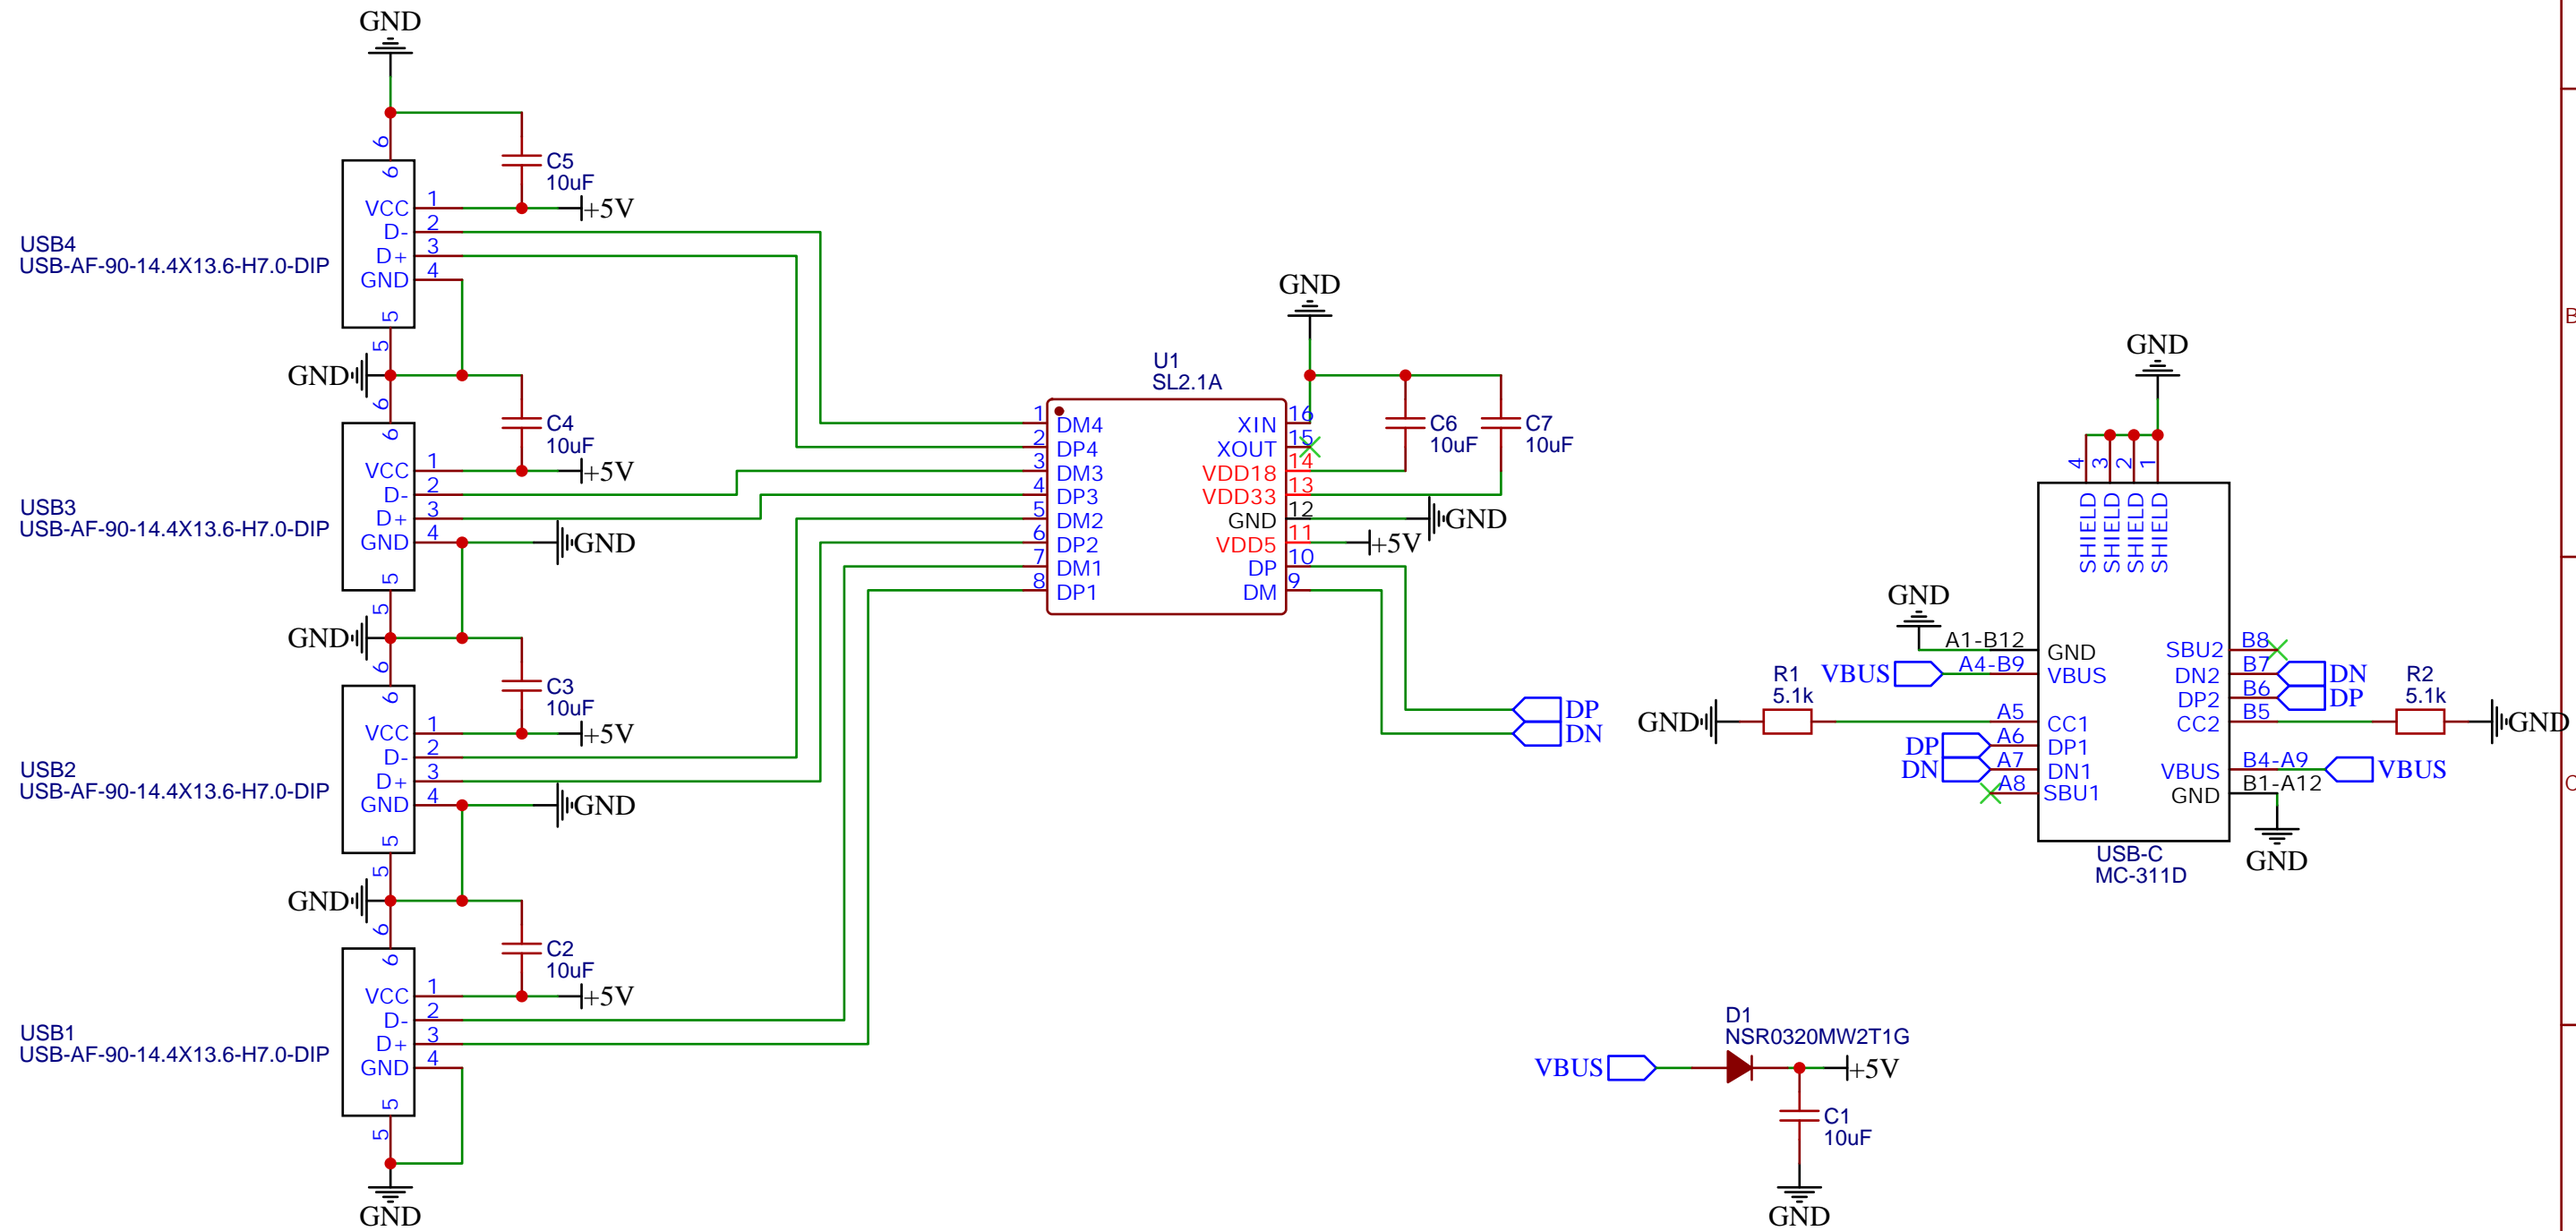 GND
6
6
C5
10uF
VCC 1 +5V
D- 2
D+ 3
GND 4
USB4
USB-AF-90-14.4X13.6-H7.0-DIP
5
5
GND
6
6
C4
10uF
VCC 1 +5V
D- 2
D+ 3
GND 4 GND
USB3
USB-AF-90-14.4X13.6-H7.0-DIP
5
5
GND
6
6
C3
10uF
VCC 1 +5V
D- 2
D+ 3
GND 4 GND
USB2
USB-AF-90-14.4X13.6-H7.0-DIP
5
5
GND
6
6
C2
10uF
VCC 1 +5V
D- 2
D+ 3
GND 4
USB1
USB-AF-90-14.4X13.6-H7.0-DIP
5
5
GND
U1
SL2.1A
1 DM4
2 DP4
3 DM3
4 DP3
5 DM2
6 DP2
7 DM1
8 DP1
GND
XIN 16
XOUT 15
VDD18 14
VDD33 13
GND 12 GND
VDD5 11 +5V
DP 10
DM 9
C6
10uF
C7
10uF
DP
DN
GND
4 3 2 1
SHIELD SHIELD SHIELD SHIELD
GND
A1-B12 GND
VBUS A4-B9 VBUS
R1
5.1k
GND A5 CC1
DP A6 DP1
DN A7 DN1
A8 SBU1
SBU2 B8
DN2 B7 DN
DP2 B6 DP
R2
5.1k
CC2 B5 GND
VBUS B4-A9 VBUS
GND B1-A12
GND
USB-C
MC-311D
D1
NSR0320MW2T1G
VBUS +5V
C1
10uF
GND
B
C